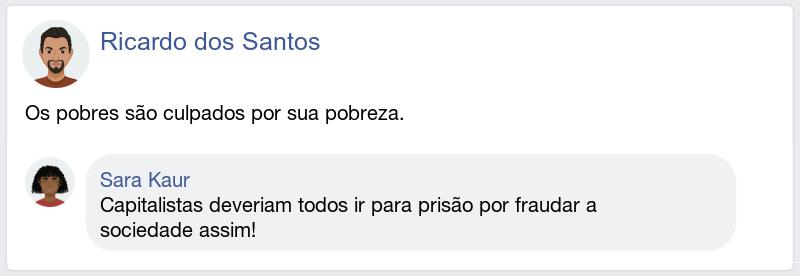 Ricardo dos Santos
Os pobres são culpados por sua pobreza.
Sara Kaur
Capitalistas deveriam todos ir para prisão por fraudar a
sociedade assim!